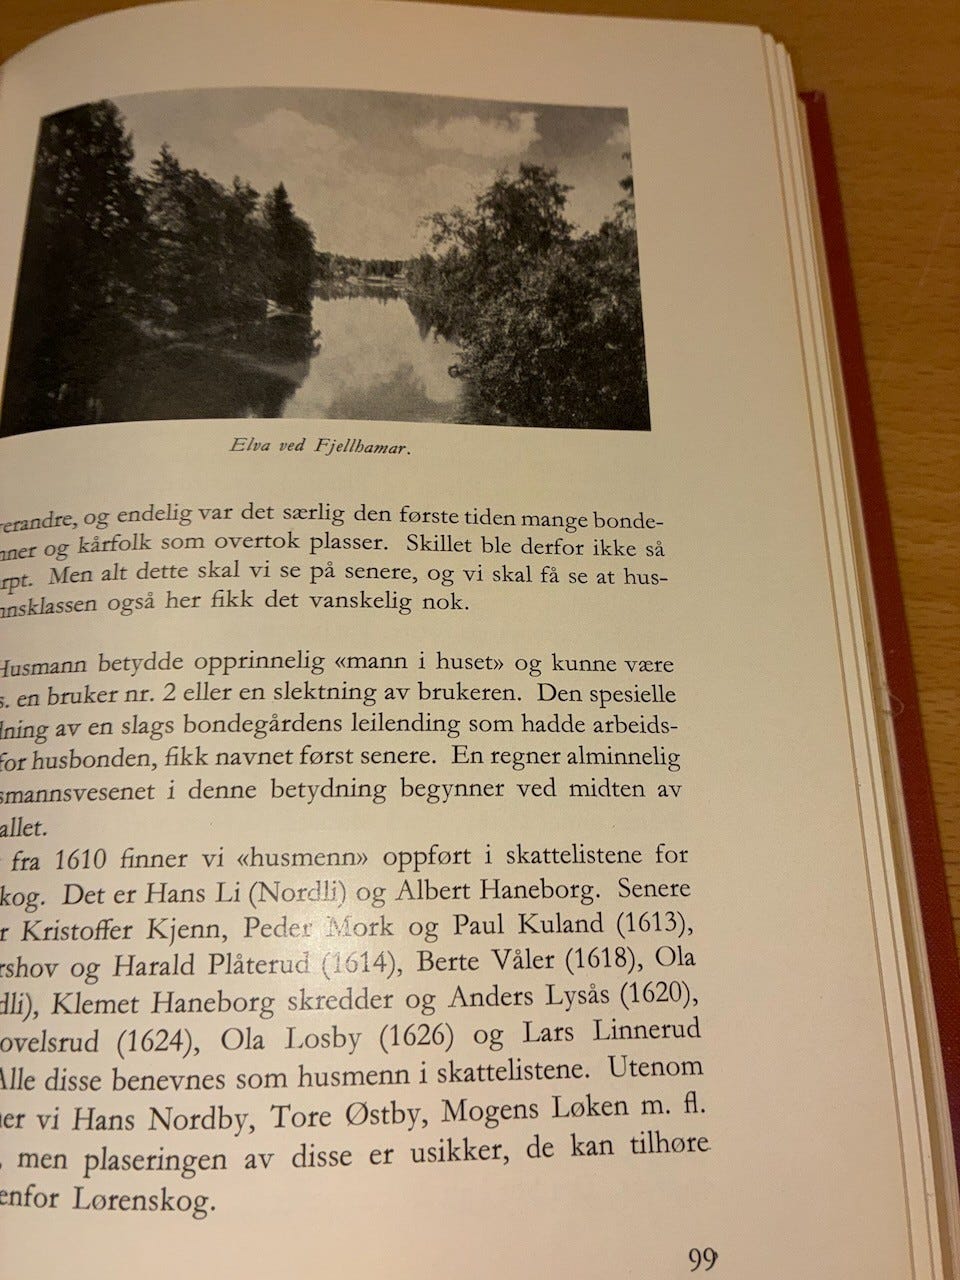 Elva ved Fjellhamar.
erandre, og endelig var det særlig den første tiden mange bonde-
nner og kårfolk som overtok plasser. Skillet ble derfor ikke så
rpt. Men alt dette skal vi se på senere, og vi skal få se at hus-
nnsklassen også her fikk det vanskelig nok.
Husmann betydde opprinnelig «mann i huset» og kunne være
s. en bruker nr. 2 eller en slektning av brukeren. Den spesielle
dning av en slags bondegårdens leilending som hadde arbeids-
for husbonden, fikk navnet først senere. En regner alminnelig
smannsvesenet i denne betydning begynner ved midten av
allet.
fra 1610 finner vi «husmenn» oppført i skattelistene for
kog. Det er Hans Li (Nordli) og Albert Haneborg. Senere
r Kristoffer Kjenn, Peder Mork og Paul Kuland (1613),
rshov og Harald Plåterud (1614), Berte Våler (1618), Ola
dli), Klemet Haneborg skredder og Anders Lysås (1620),
ovelsrud (1624), Ola Losby (1626) og Lars Linnerud
Alle disse benevnes som husmenn i skattelistene. Utenom
er vi Hans Nordby, Tore Østby, Mogens Løken m. fl.
, men plaseringen av disse er usikker, de kan tilhøre
enfor Lørenskog.
99